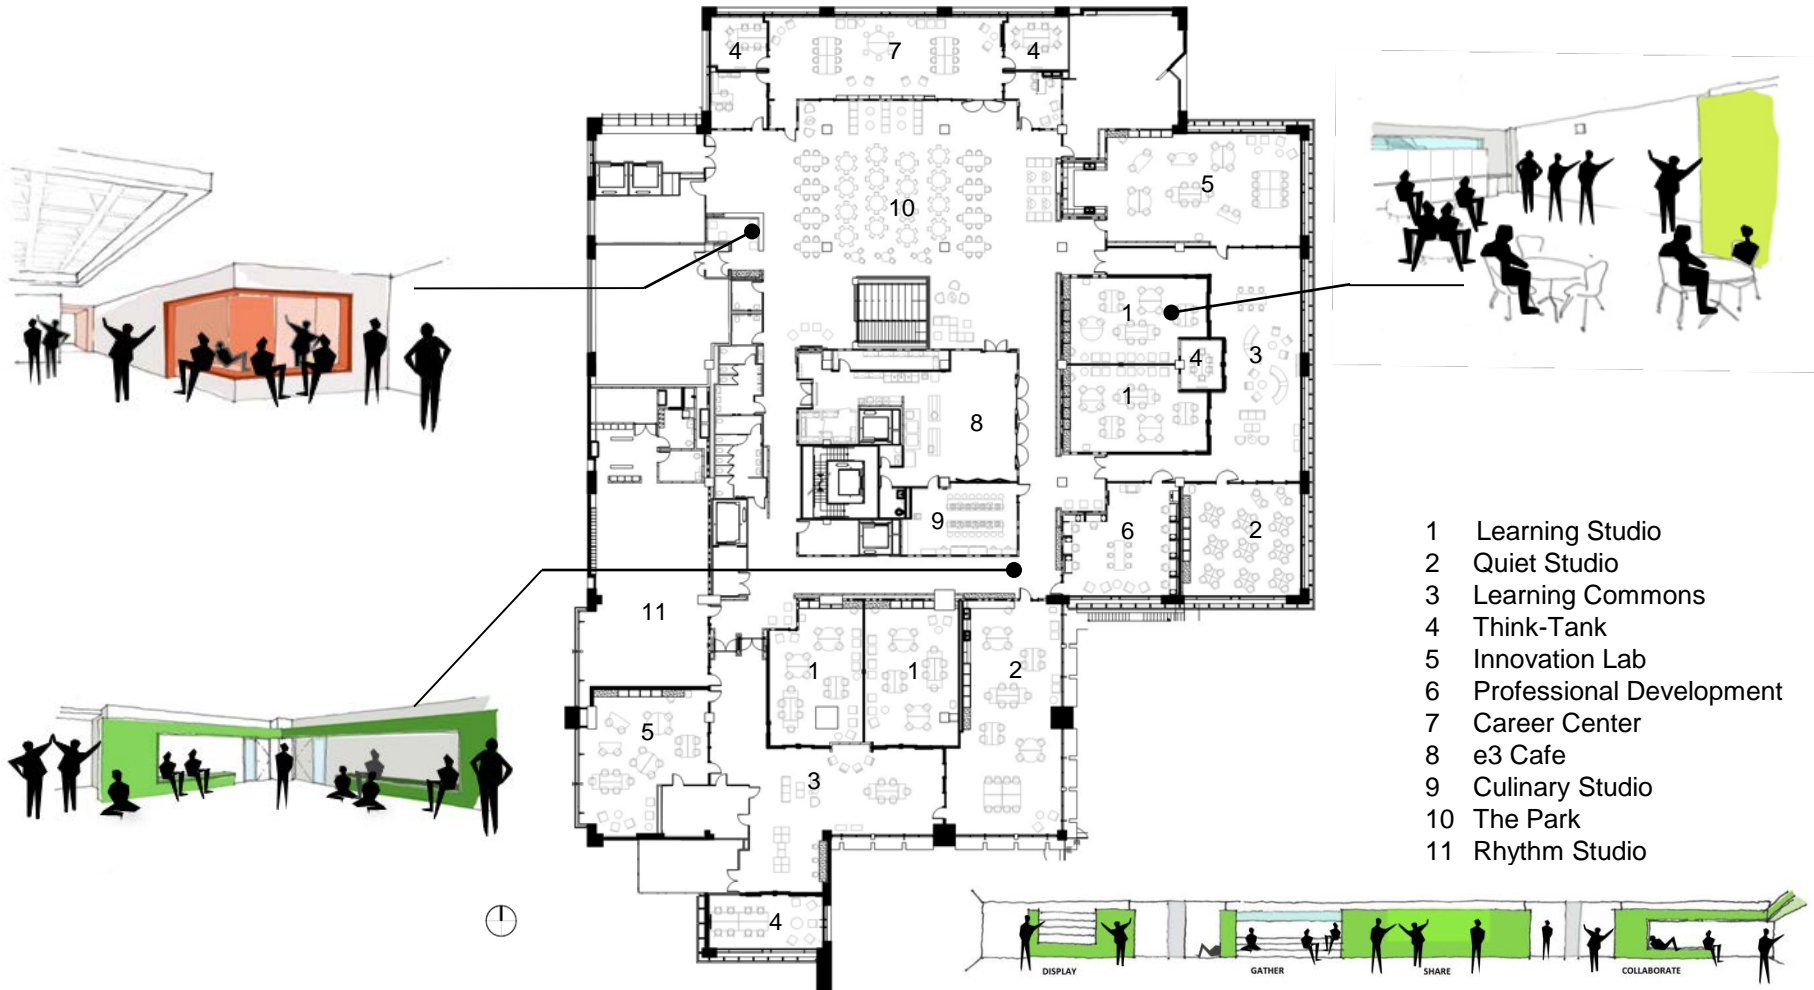 4
7
4
5
10
1
4
3
1
8
9
6
2
11
1
1
2
5
3
4
1 Learning Studio
2 Quiet Studio
3 Learning Commons
4 Think-Tank
5 Innovation Lab
6 Professional Development
7 Career Center
8 e3 Cafe
9 Culinary Studio
10 The Park
11 Rhythm Studio
DISPLAY
GATHER
SHARE
COLLABORATE